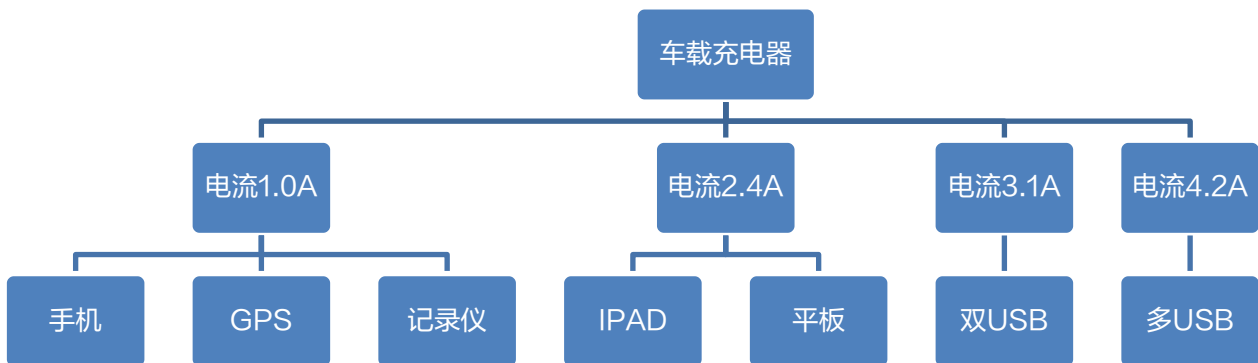 车载充电器
电流1.0A
电流2.4A
电流3.1A
电流4.2A
手机
GPS
记录仪
IPAD
平板
双USB
多USB